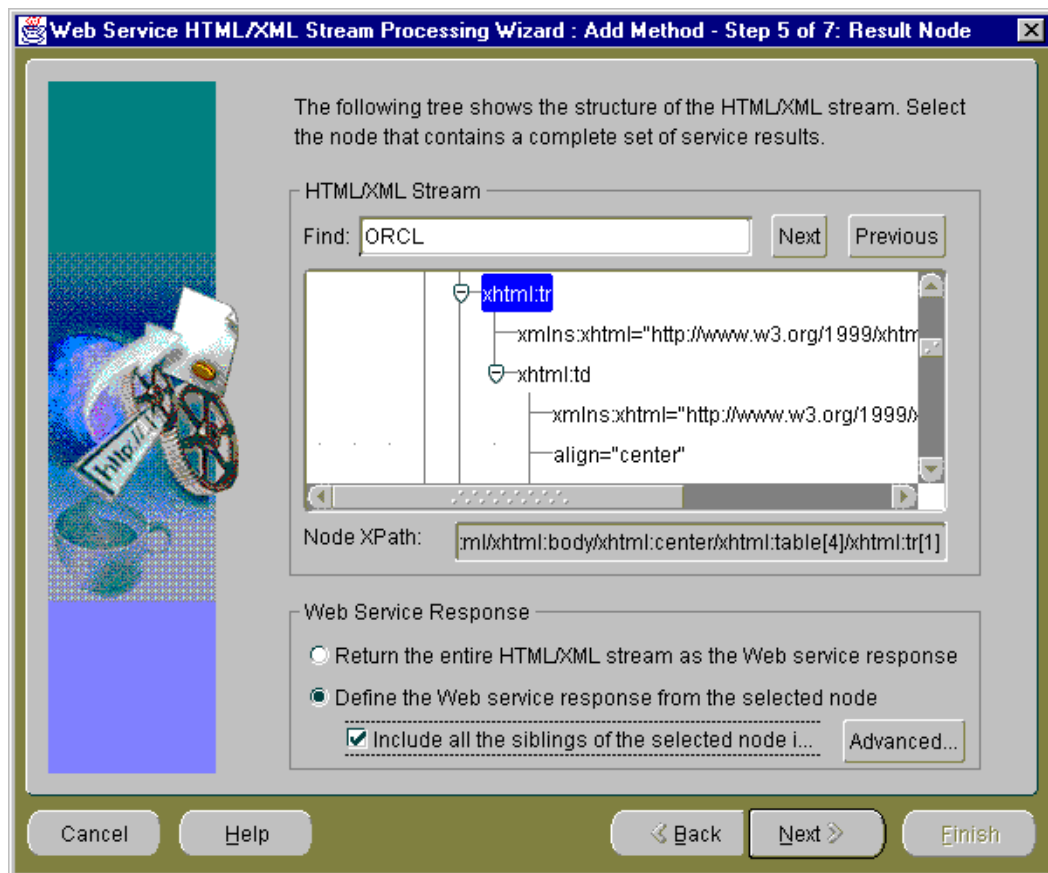 Web Service HTML/XML Stream Processing Wizard : Add Method - Step 5 of 7: Result Node
The following tree shows the structure of the HTML/XML stream. Select
the node that contains a complete set of service results.
HTML/XML Stream
Find: ORCL Next Previous
xhtml:tr
xmlns:xhtml="http://www.w3.org/1999/xhtm
xhtml:td
xmlns:xhtml="http://www.w3.org/1999/x
align="center"
Node XPath: :ml/xhtml:body/xhtml:center/xhtml:table[4]/xhtml:tr[1]
Web Service Response
Return the entire HTML/XML stream as the Web service response
Define the Web service response from the selected node
Include all the siblings of the selected node i... Advanced...
Cancel Help Back Next Finish